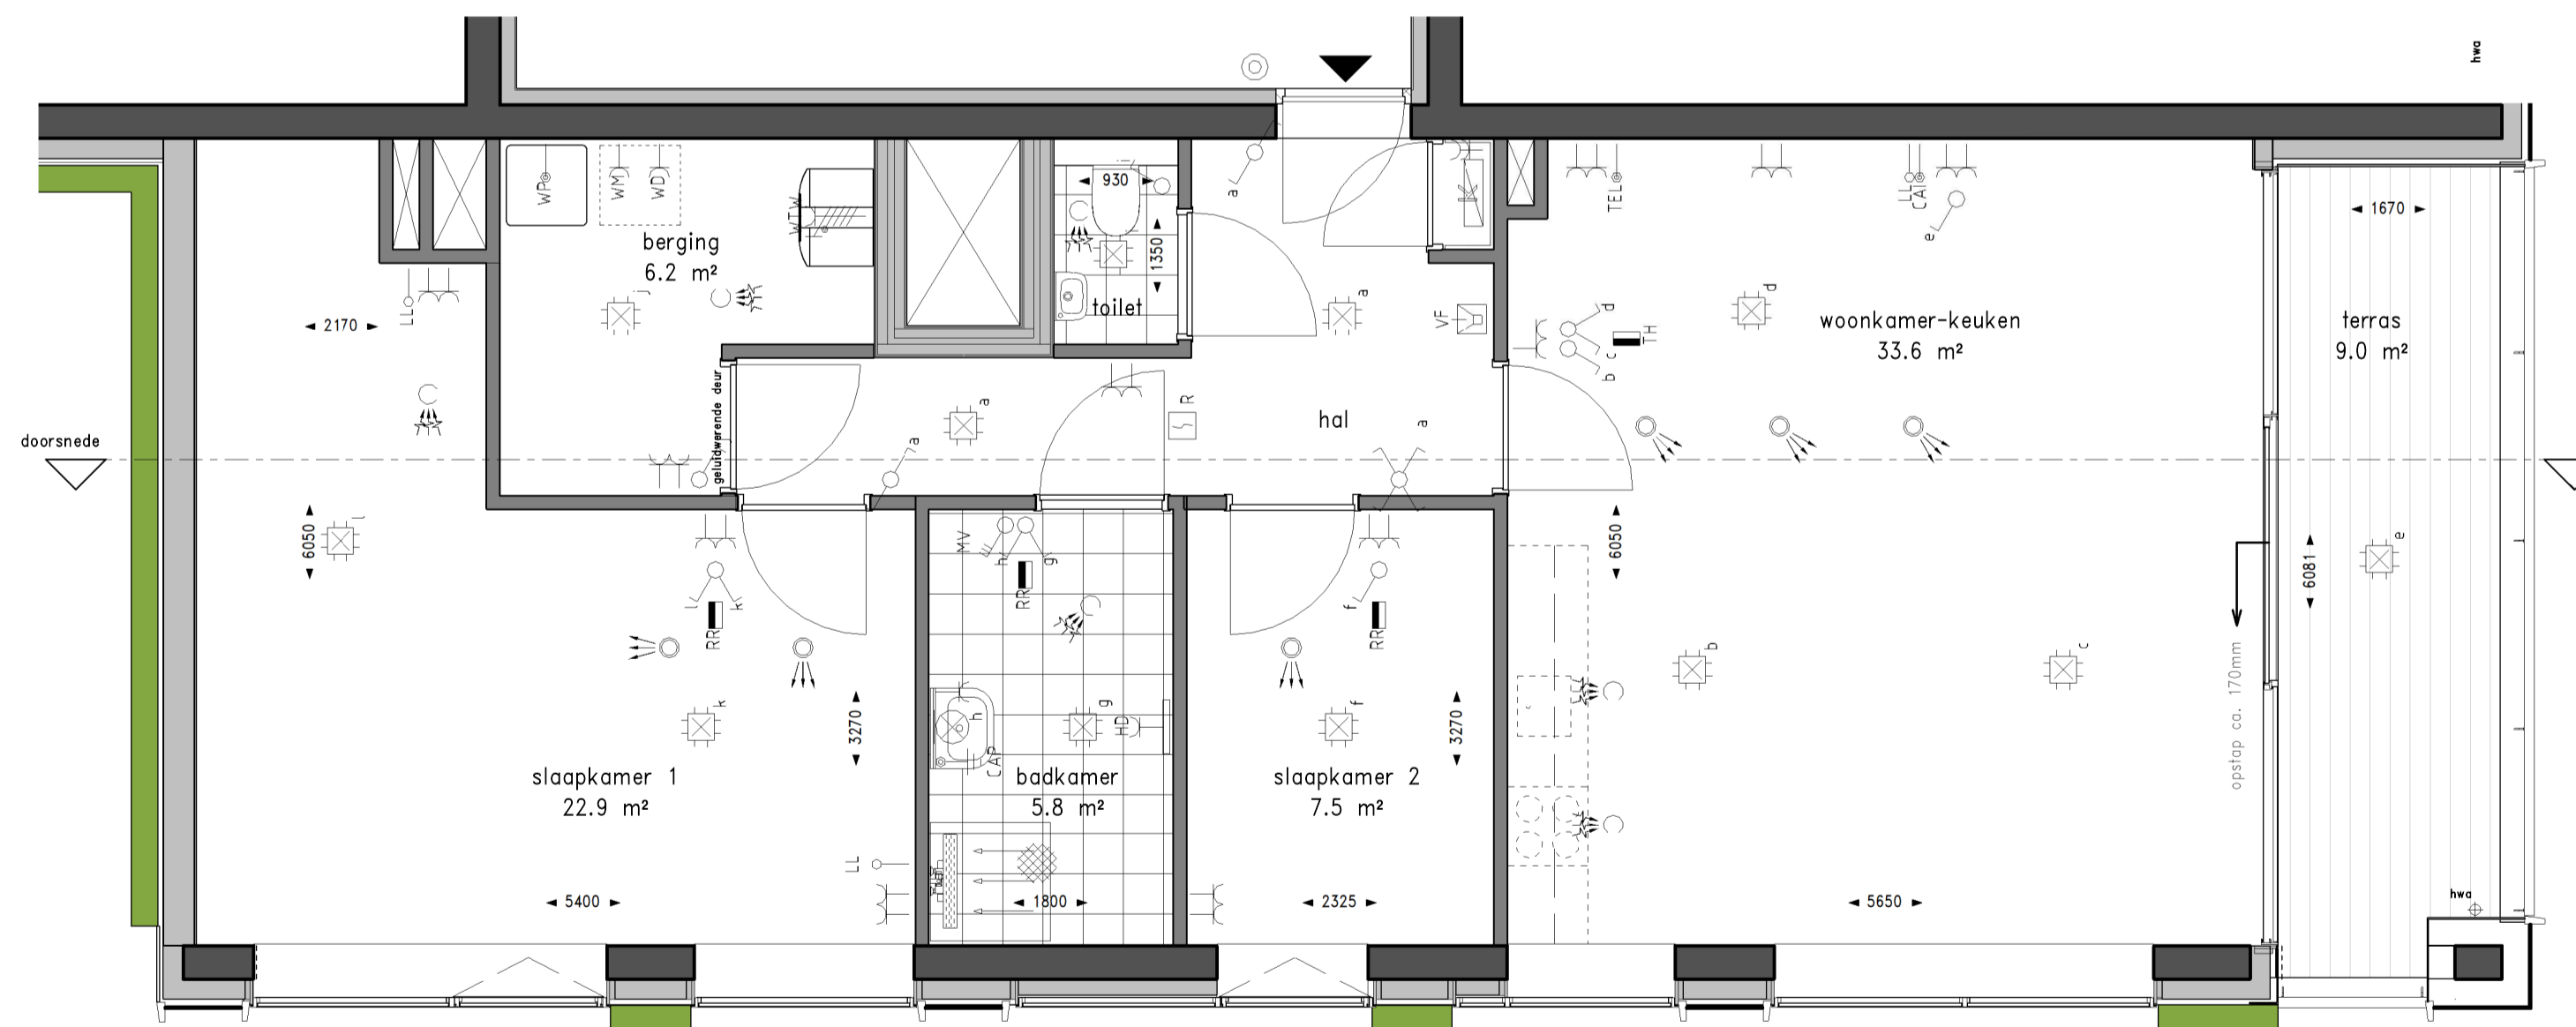 hwa
WP
WM
WD
WTW
berging
6.2 m²
j
i
930
1350
toilet
a
a
VF
TEL
LL
CAI
e
d
d
c
b
TH
woonkamer-keuken
33.6 m²
1670
terras
9.0 m²
LL
2170
geluidwerende deur
j
a
a
R
hal
a
doorsnede
6050
l
l
k
RR
MV
h
g
RR
f
RR
6050
6081
e
opstap ca. 170mm
k
3270
h
CAP
g
HD
f
3270
b
c
slaapkamer 1
22.9 m²
badkamer
5.8 m²
slaapkamer 2
7.5 m²
LL
5400
1800
2325
5650
hwa